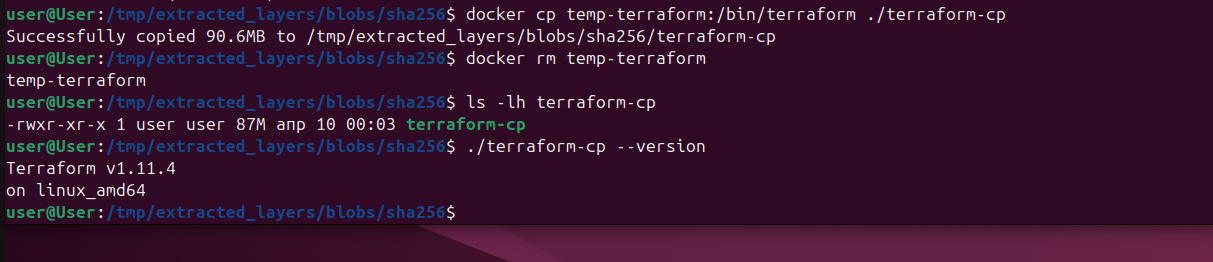 user@User:/tmp/extracted_layers/blobs/sha256$ docker cp temp-terraform:/bin/terraform ./terraform-cp
Successfully copied 90.6MB to /tmp/extracted_layers/blobs/sha256/terraform-cp
user@User:/tmp/extracted_layers/blobs/sha256$ docker rm temp-terraform
temp-terraform
user@User:/tmp/extracted_layers/blobs/sha256$ ls -lh terraform-cp
-rwxr-xr-x 1 user user 87M апр 10 00:03 terraform-cp
user@User:/tmp/extracted_layers/blobs/sha256$ ./terraform-cp --version
Terraform v1.11.4
on linux_amd64
user@User:/tmp/extracted_layers/blobs/sha256$